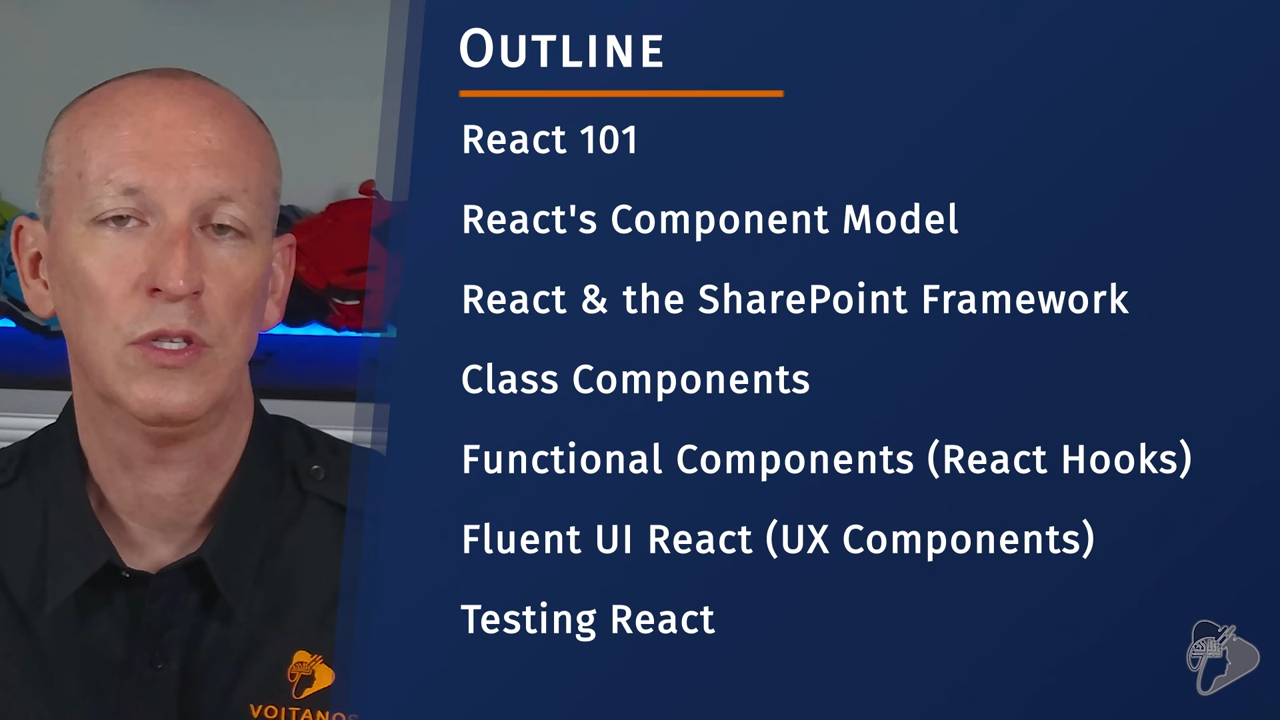 OUTLINE
React 101
React's Component Model
React & the SharePoint Framework
Class Components
Functional Components (React Hooks)
Fluent UI React (UX Components)
Testing React
VOITANOS